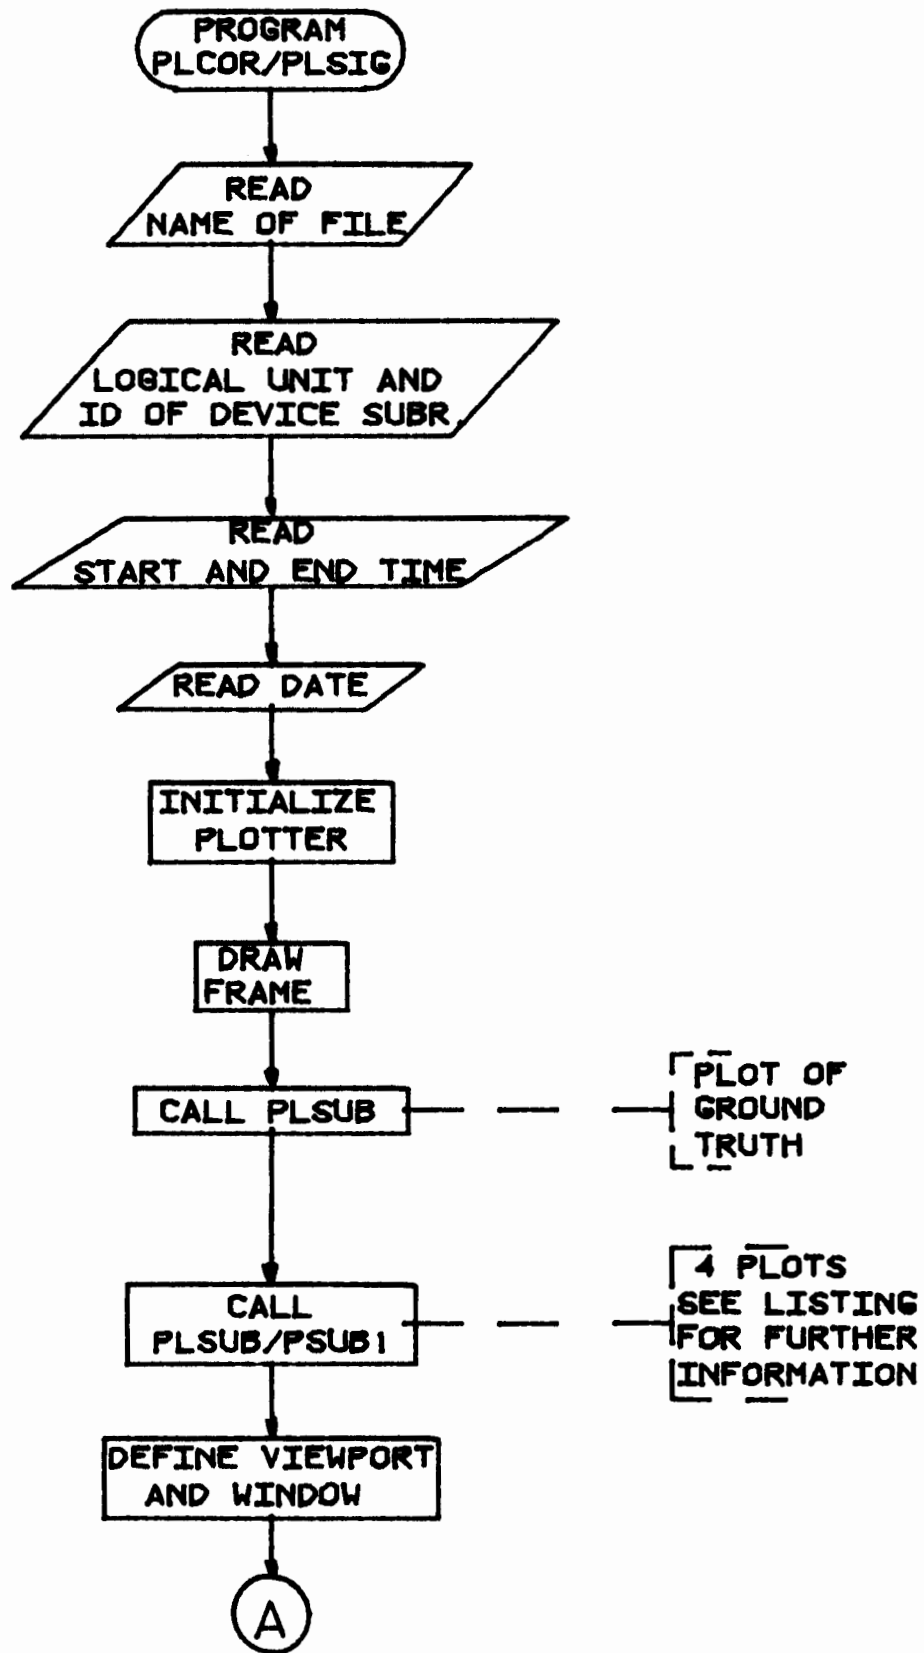 PROGRAM
PLCOR/PLSIG
READ
NAME OF FILE
READ
LOGICAL UNIT AND
ID OF DEVICE SUBR.
READ
START AND END TIME
READ DATE
INITIALIZE
PLOTTER
DRAW
FRAME
CALL PLSUB
PLOT OF
GROUND
TRUTH
CALL
PLSUB/PSUB1
4 PLOTS
SEE LISTING
FOR FURTHER
INFORMATION
DEFINE VIEWPORT
AND WINDOW
A